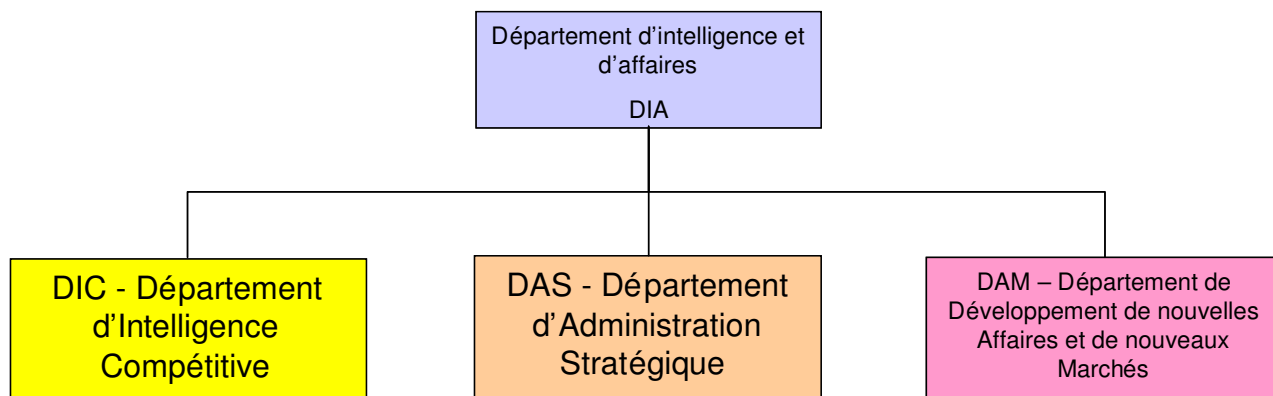 Département d'intelligence et
d'affaires
DIA
DIC - Département
d'Intelligence
Compétitive
DAS - Département
d'Administration
Stratégique
DAM – Département de
Développement de nouvelles
Affaires et de nouveaux
Marchés